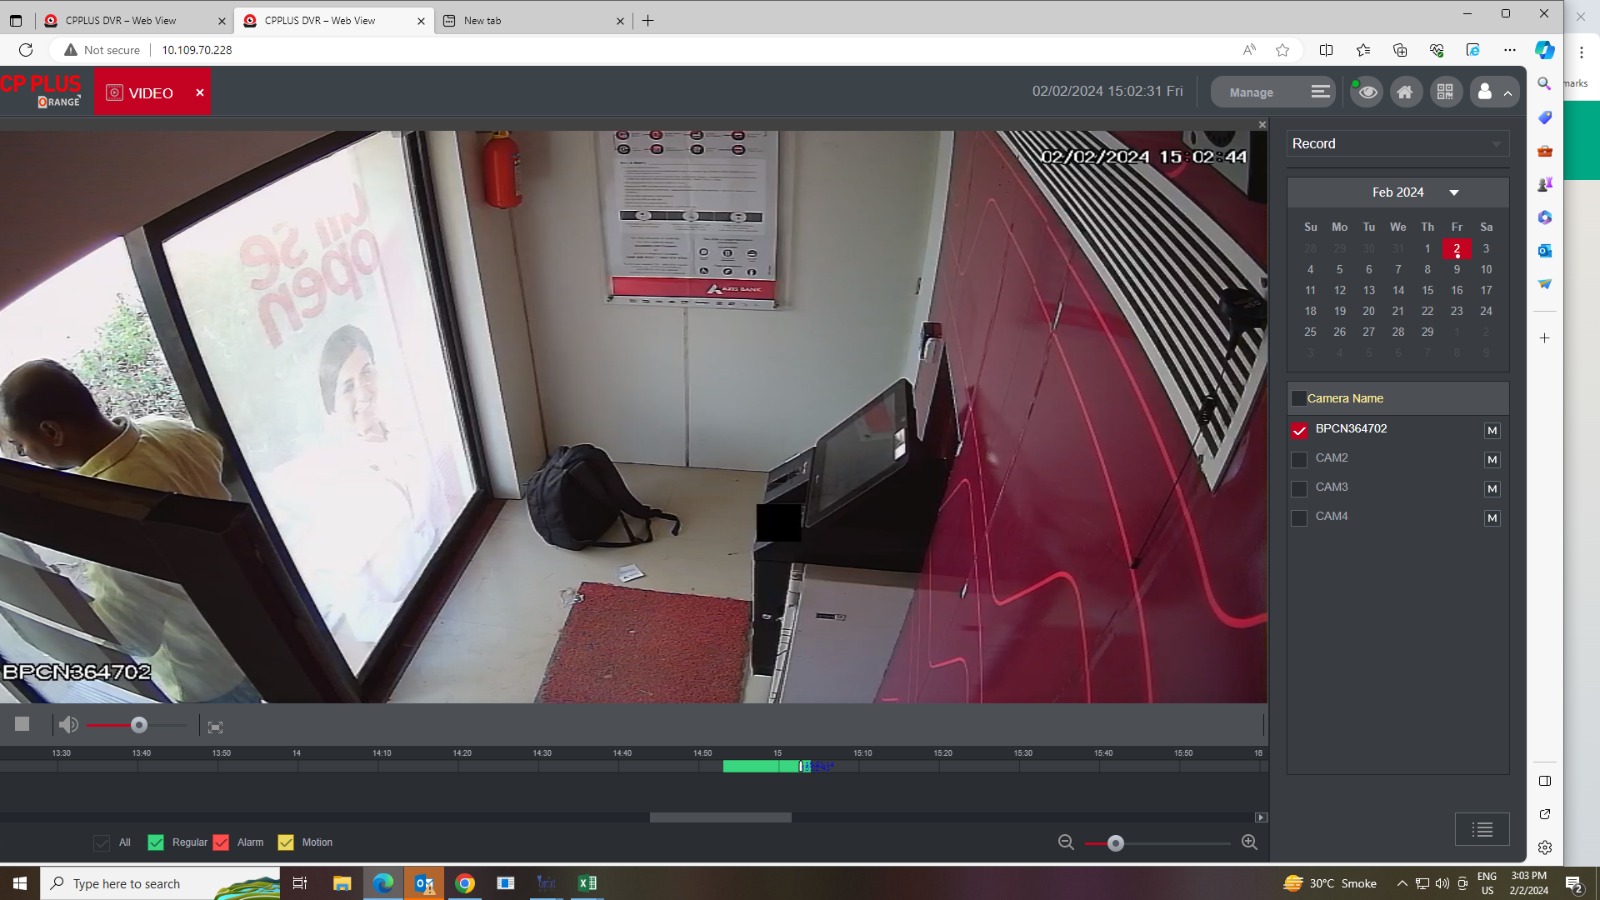 CPPLUS DVR – Web View
CPPLUS DVR – Web View
New tab
Not secure
10.109.70.228
marks
CP PLUS
ORANGE
VIDEO
02/02/2024 15:02:31 Fri
Manage
02/02/2024 15:02:44
dil se
open
AXIS BANK
BPCN364702
Record
Feb 2024
Su Mo Tu We Th Fr Sa
28 29 30 31 1 2 3
4 5 6 7 8 9 10
11 12 13 14 15 16 17
18 19 20 21 22 23 24
25 26 27 28 29 1 2
3 4 5 6 7 8 9
Camera Name
BPCN364702 M
CAM2 M
CAM3 M
CAM4 M
13:30 13:40 13:50 14 14:10 14:20 14:30 14:40 14:50 15 15:10 15:20 15:30 15:40 15:50 16
All Regular Alarm Motion
Type here to search
30°C Smoke
ENG
US
3:03 PM
2/2/2024
2